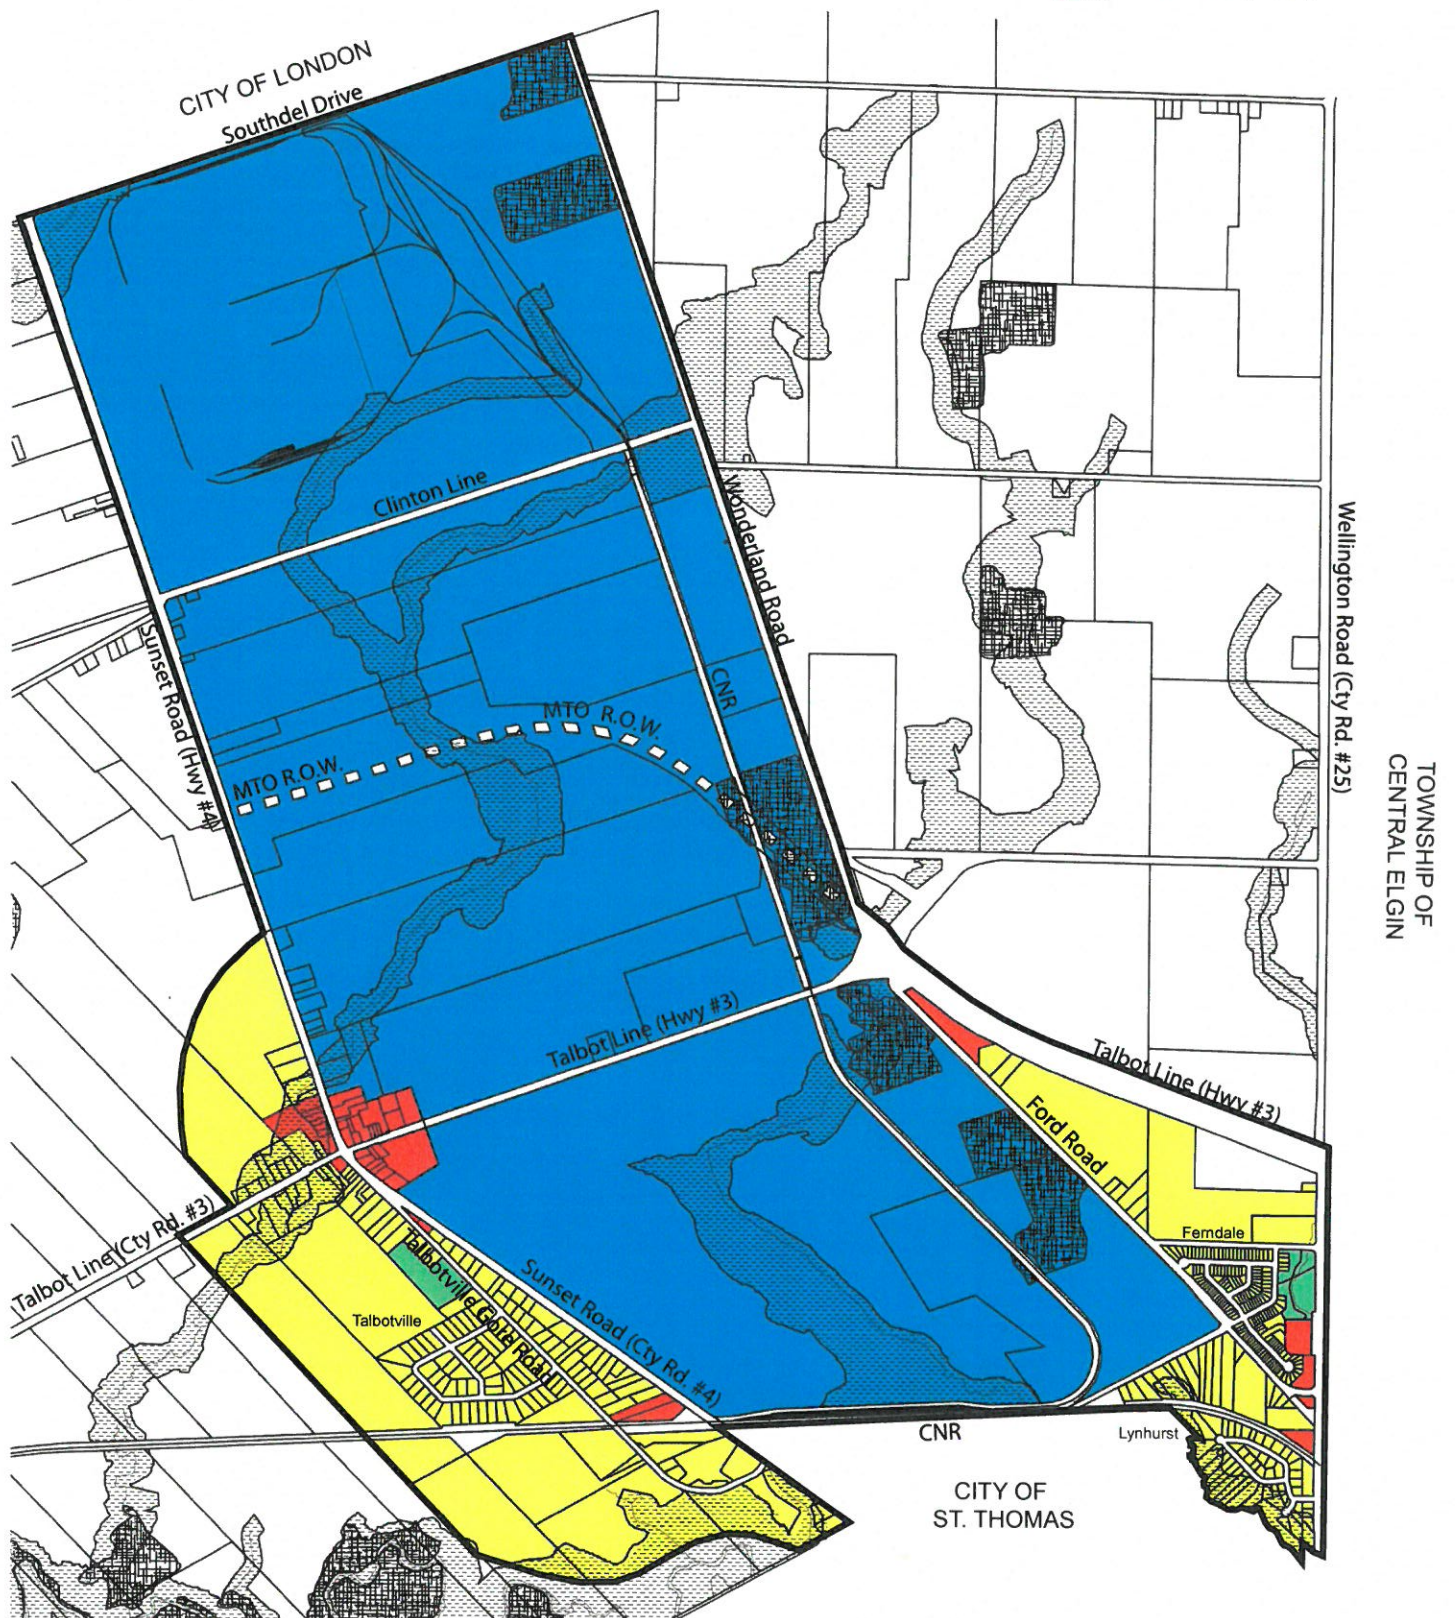 CITY OF LONDON
Southdel Drive
Clinton Line
Wonderland Road
Wellington Road (Cty Rd. #25)
Sunset Road (Hwy #4)
CNR
MTO R.O.W.
MTO R.O.W.
TOWNSHIP OF
CENTRAL ELGIN
Talbot Line (Hwy #3)
Talbot Line (Hwy #3)
Ford Road
Talbot Line (Cty Rd. #3)
Ferndale
Talbotville Gore Road
Sunset Road (Cty Rd. #4)
Talbotville
CNR
Lynhurst
CITY OF
ST. THOMAS